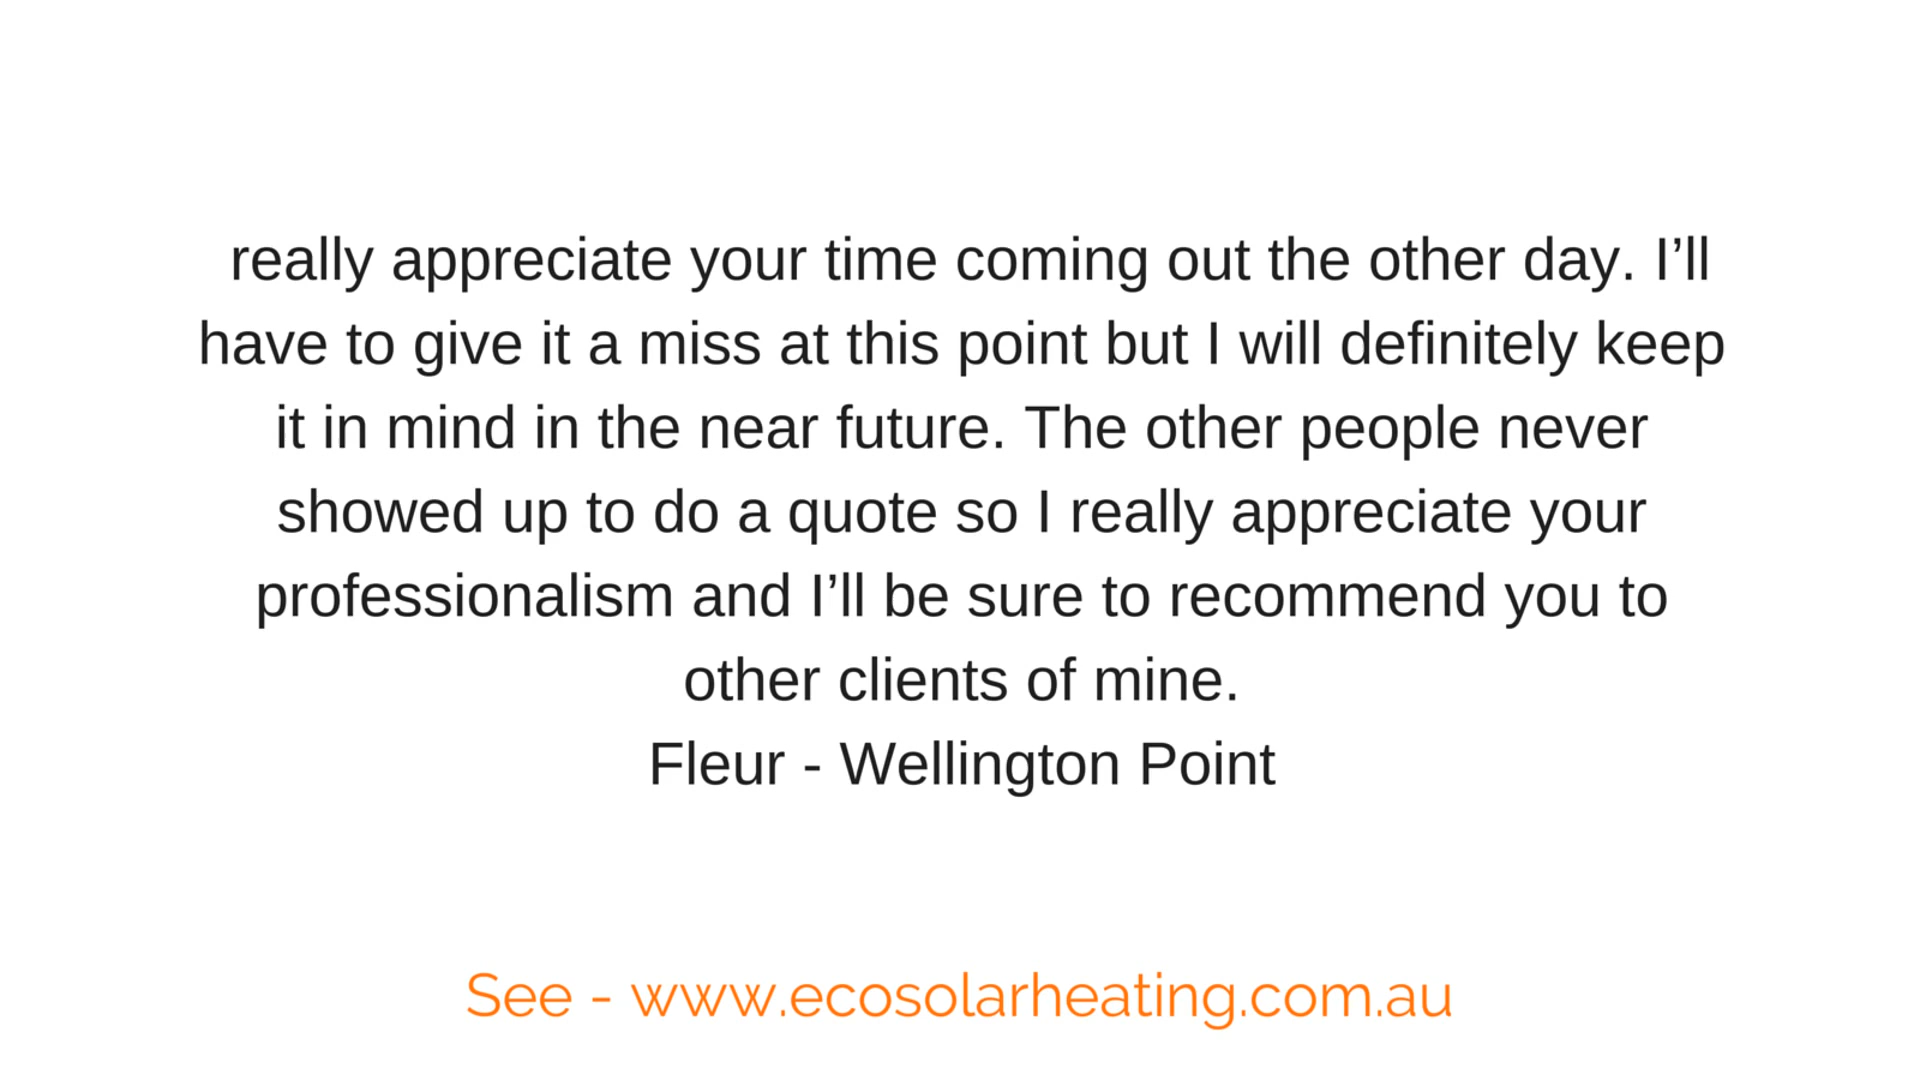 really appreciate your time coming out the other day. I’ll
have to give it a miss at this point but I will definitely keep
it in mind in the near future. The other people never
showed up to do a quote so I really appreciate your
professionalism and I’ll be sure to recommend you to
other clients of mine.
Fleur - Wellington Point
See - www.ecosolarheating.com.au